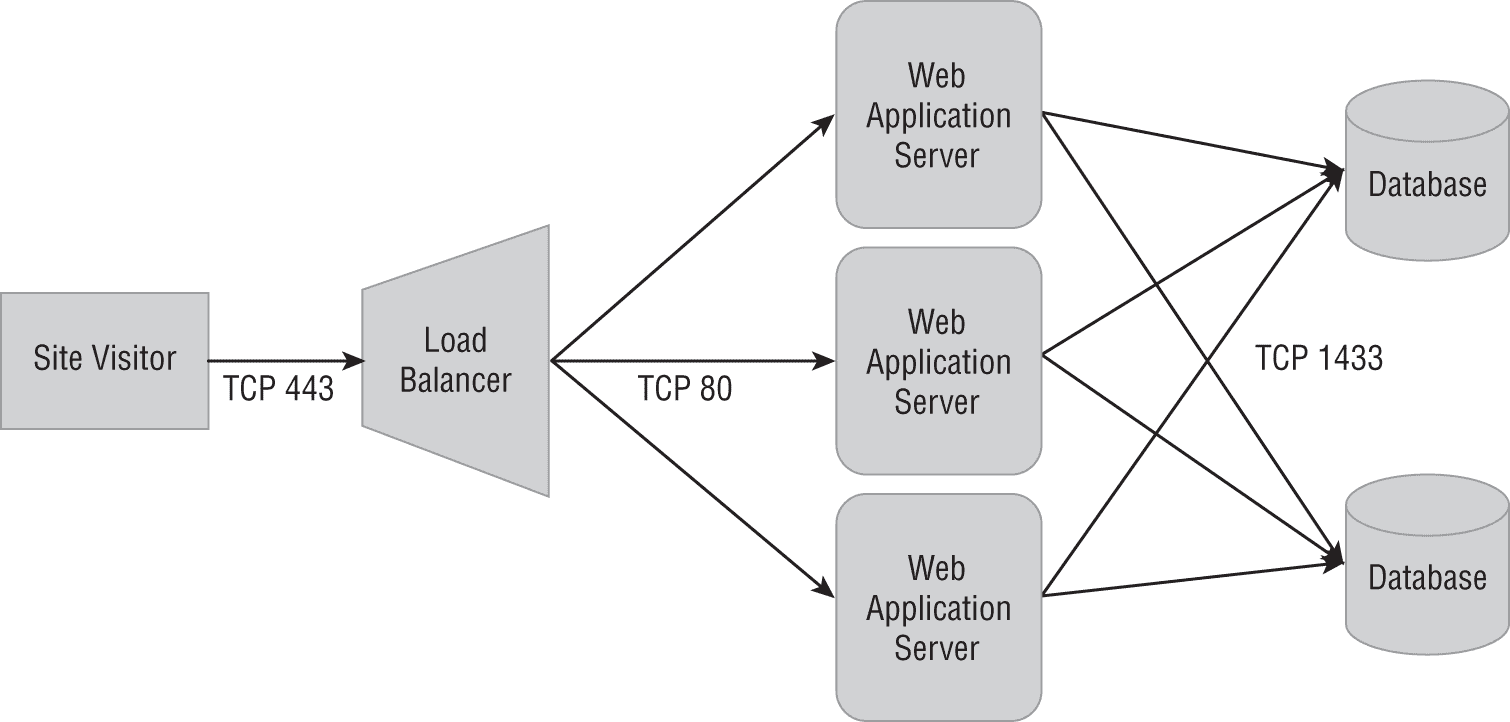 Site Visitor
TCP 443
Load
Balancer
TCP 80
Web
Application
Server
Web
Application
Server
Web
Application
Server
TCP 1433
Database
Database